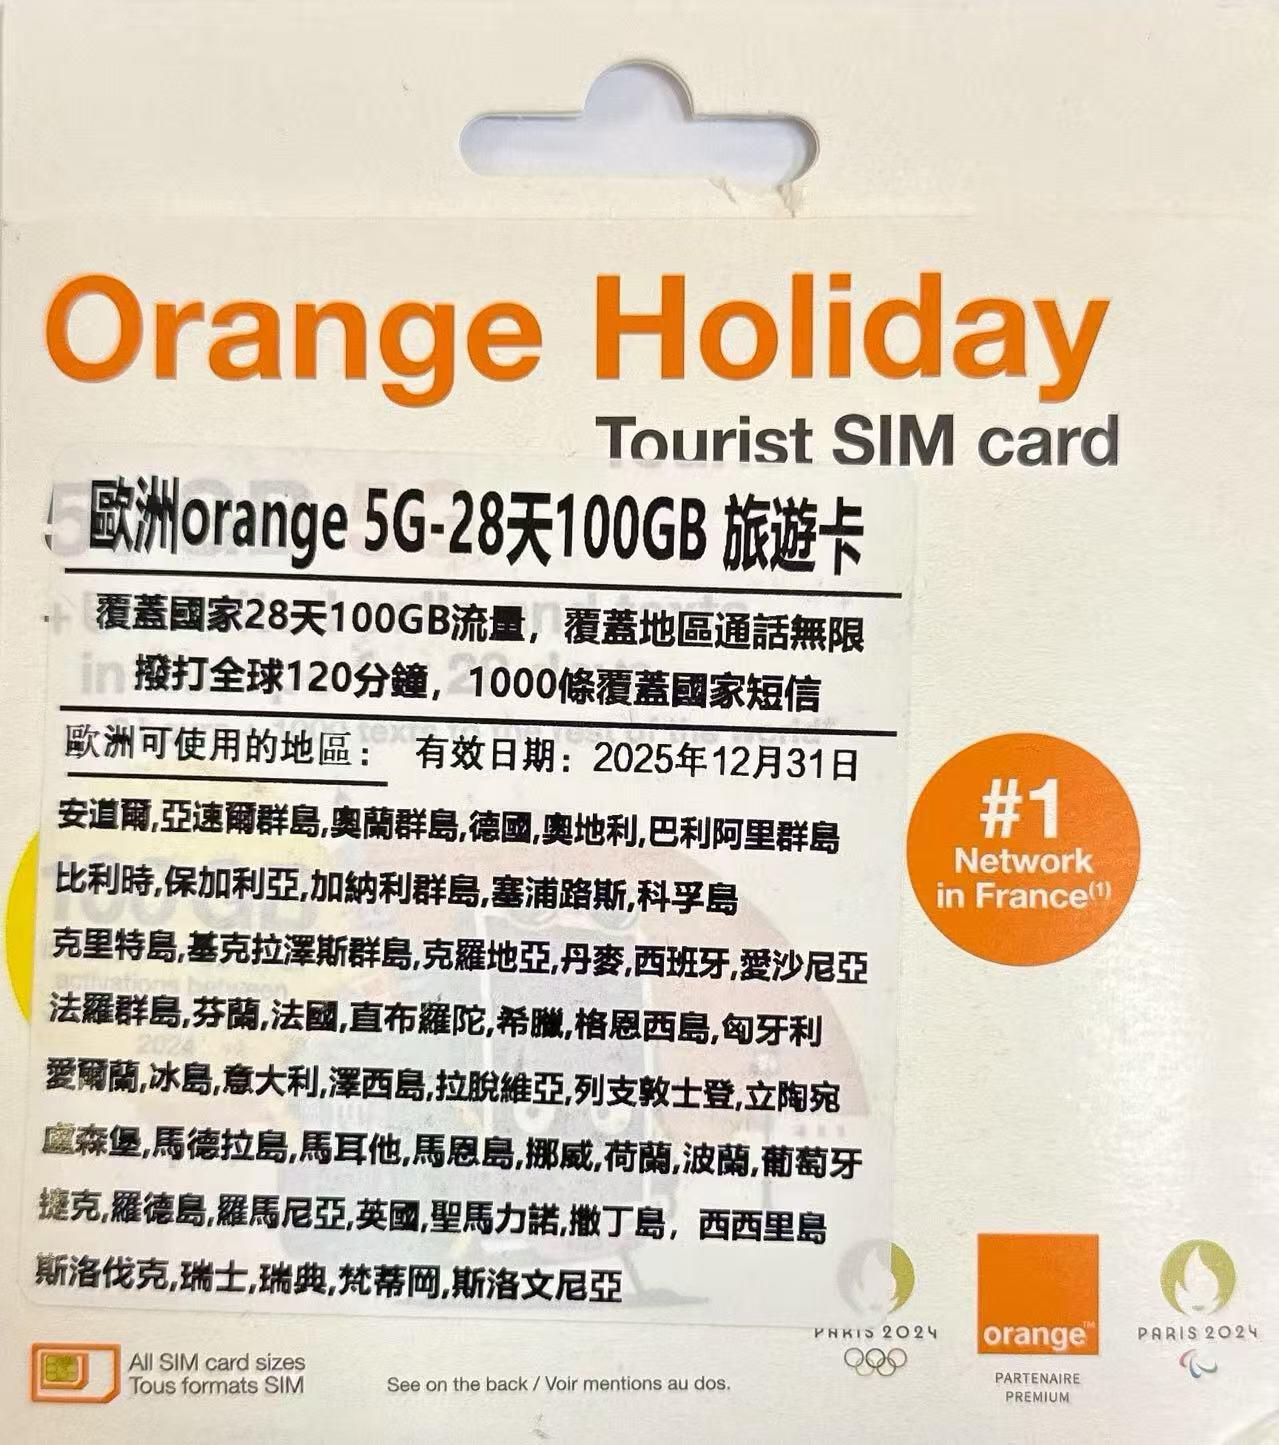 Orange Holiday
Tourist SIM card
歐洲orange 5G-28天100GB 旅遊卡
覆蓋國家28天100GB流量，覆蓋地區通話無限
撥打全球120分鐘，1000條覆蓋國家短信
歐洲可使用的地區： 有效日期：2025年12月31日
安道爾,亞速爾群島,奧蘭群島,德國,奧地利,巴利阿里群島
比利時,保加利亞,加納利群島,塞浦路斯,科孚島
克里特島,基克拉澤斯群島,克羅地亞,丹麥,西班牙,愛沙尼亞
法羅群島,芬蘭,法國,直布羅陀,希臘,格恩西島,匈牙利
愛爾蘭,冰島,意大利,澤西島,拉脫維亞,列支敦士登,立陶宛
盧森堡,馬德拉島,馬耳他,馬恩島,挪威,荷蘭,波蘭,葡萄牙
捷克,羅德島,羅馬尼亞,英國,聖馬力諾,撒丁島，西西里島
斯洛伐克,瑞士,瑞典,梵蒂岡,斯洛文尼亞
#1
Network
in France(1)
All SIM card sizes
Tous formats SIM
See on the back / Voir mentions au dos.
PARIS 2024
orange™
PARTENAIRE
PREMIUM
PARIS 2024